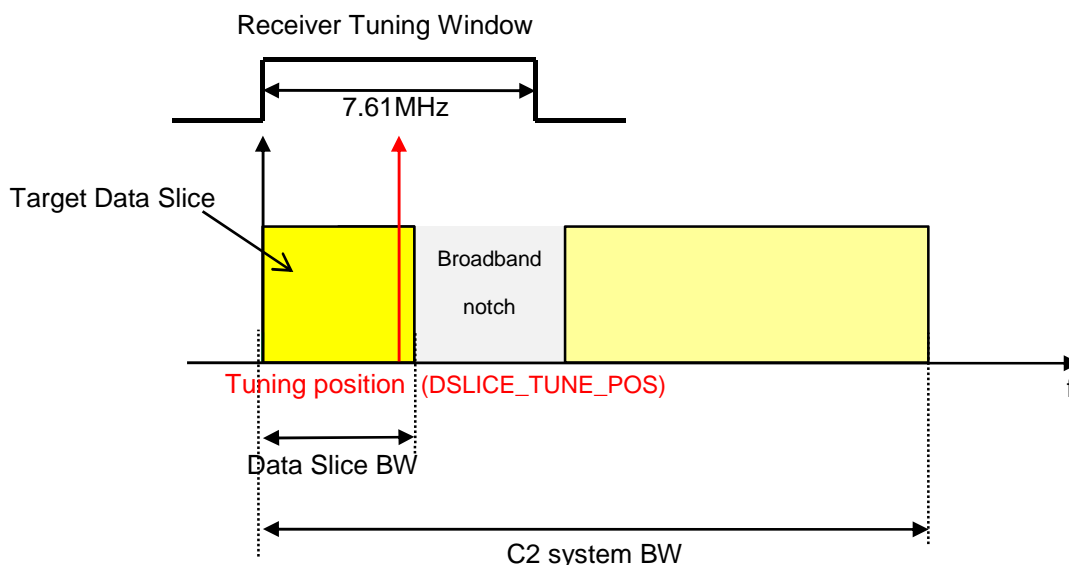 Receiver Tuning Window
7.61MHz
Target Data Slice
Broadband
notch
Tuning position (DSLICE_TUNE_POS)
f
Data Slice BW
C2 system BW